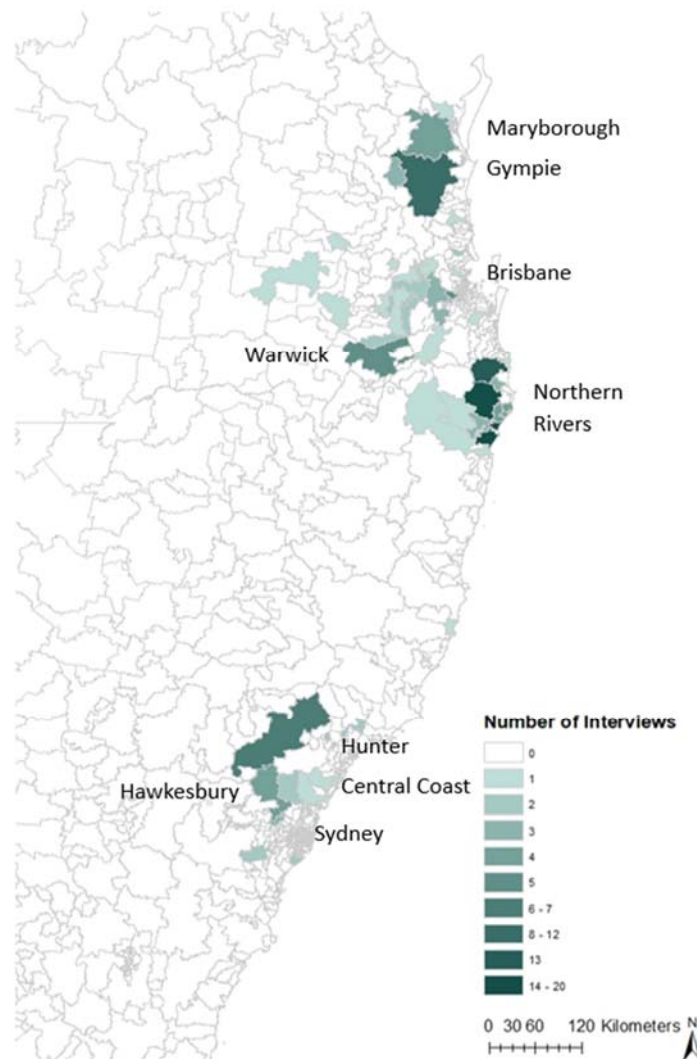 Maryborough
Gympie
Brisbane
Warwick
Northern
Rivers
Hunter
Hawkesbury
Central Coast
Sydney
Number of Interviews
0
1
2
3
4
5
6 - 7
8 - 12
13
14 - 20
0 30 60 120 Kilometers
N